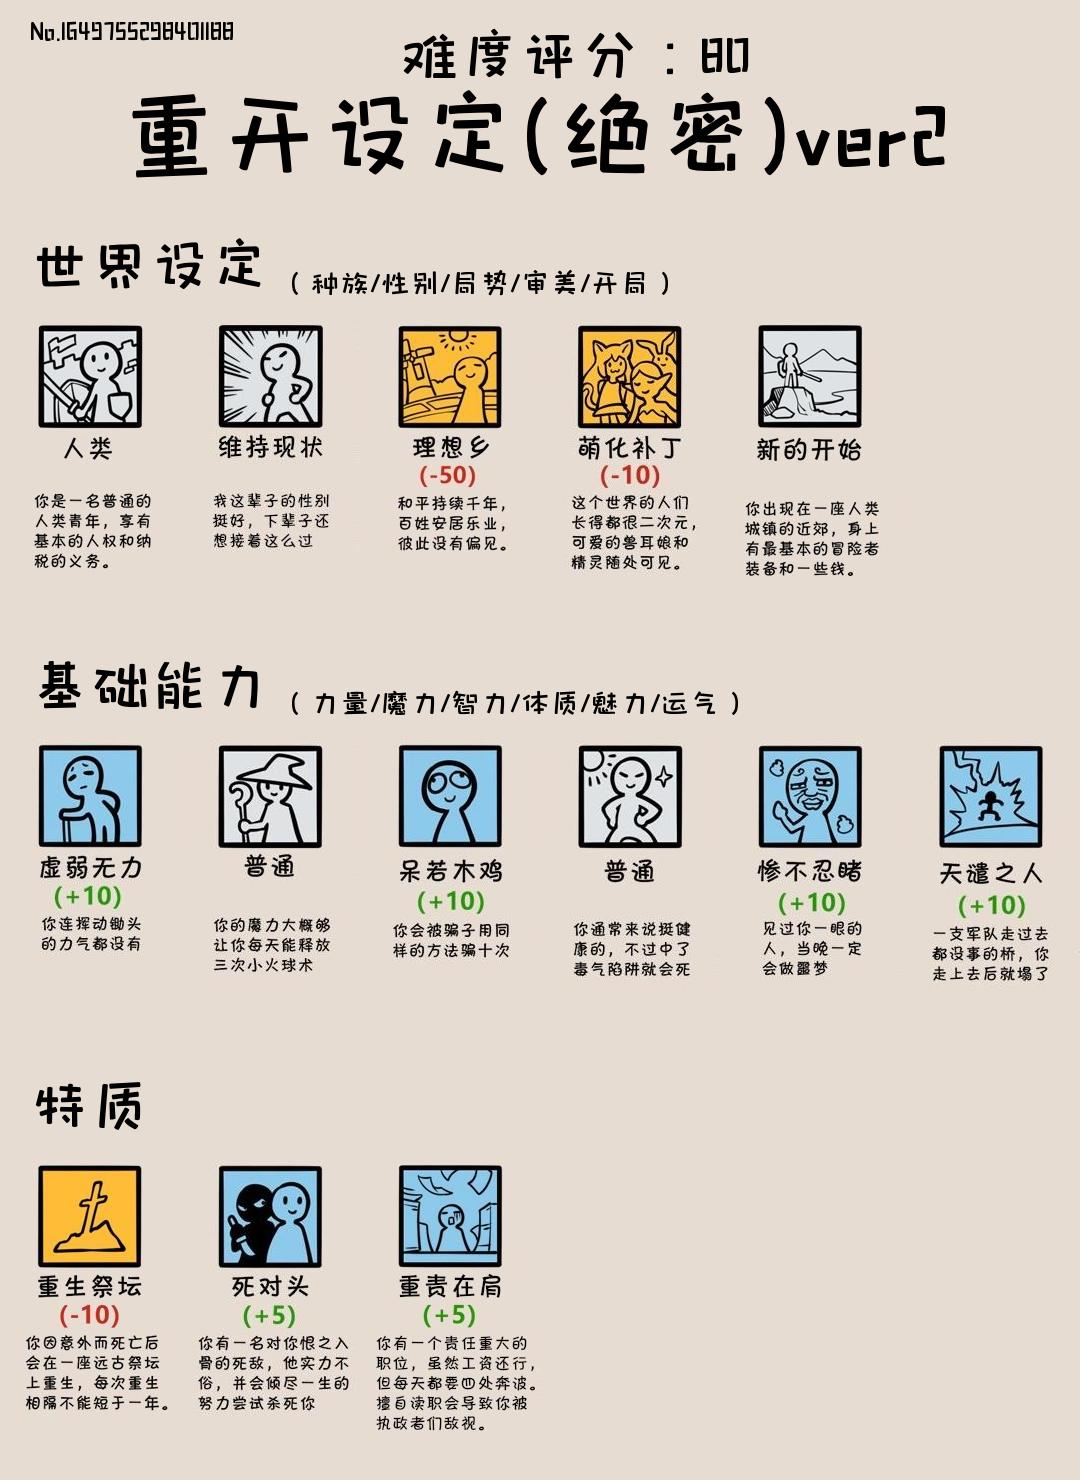 No.1649755298401188
难度评分：80
重开设定(绝密)ver2
世界设定（种族/性别/局势/审美/开局）
人类
你是一名普通的
人类青年，享有
基本的人权和纳
税的义务。
维持现状
我这辈子的性别
挺好，下辈子还
想接着这么过
理想乡
(-50)
和平持续千年，
百姓安居乐业，
彼此没有偏见。
萌化补丁
(-10)
这个世界的人们
长得都很二次元，
可爱的兽耳娘和
精灵随处可见。
新的开始
你出现在一座人类
城镇的近郊，身上
有最基本的冒险者
装备和一些钱。
基础能力（力量/魔力/智力/体质/魅力/运气）
虚弱无力
(+10)
你连挥动锄头
的力气都没有
普通
你的魔力大概够
让你每天能释放
三次小火球术
呆若木鸡
(+10)
你会被骗子用同
样的方法骗十次
普通
你通常来说挺健
康的，不过中了
毒气陷阱就会死
惨不忍睹
(+10)
见过你一眼的
人，当晚一定
会做噩梦
天谴之人
(+10)
一支军队走过去
都没事的桥，你
走上去后就塌了
特质
重生祭坛
(-10)
你因意外而死亡后
会在一座远古祭坛
上重生，每次重生
相隔不能短于一年。
死对头
(+5)
你有一名对你恨之入
骨的死敌，他实力不
俗，并会倾尽一生的
努力尝试杀死你
重责在肩
(+5)
你有一个责任重大的
职位，虽然工资还行，
但每天都要四处奔波。
擅自读职会导致你被
执政者们敌视。